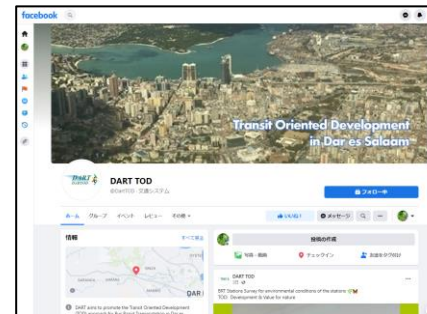 facebook
Transit Oriented Development
in Dar es Salaam
DART
DART TOD
@DartTOD · 交通システム
フォロー中
ホーム グループ イベント レビュー その他
いいね！ メッセージ
情報 すべて見る
投稿の作成
写真・動画 チェックイン 友達をタグ付け
DAR
DART TOD
BRT Stations Survey for environmental conditions of the stations
TOD: Development & Value for nature
DART aims to promote the Transit Oriented Development